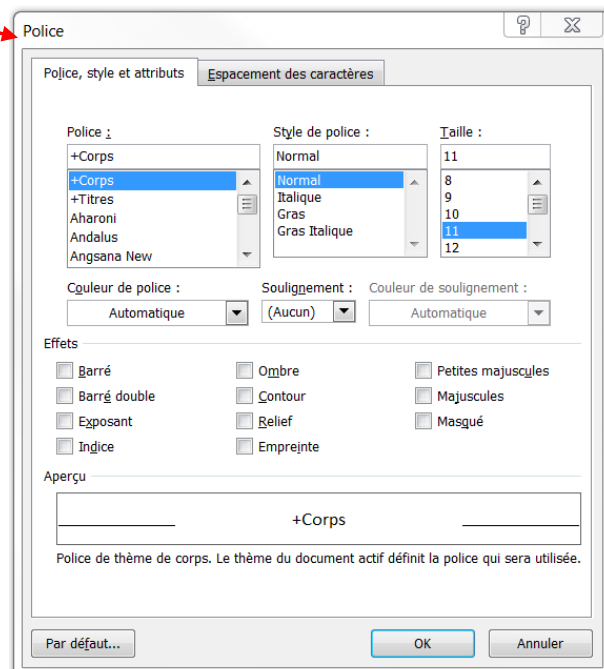 Police
Police, style et attributs Espacement des caractères
Police : Style de police : Taille :
+Corps Normal 11
+Corps Normal 8
+Titres Italique 9
Aharoni Gras 10
Andalus Gras Italique 11
Angsana New 12
Couleur de police : Soulignement : Couleur de soulignement :
Automatique (Aucun) Automatique
Effets
Barré Ombre Petites majuscules
Barré double Contour Majuscules
Exposant Relief Masqué
Indice Empreinte
Aperçu
+Corps
Police de thème de corps. Le thème du document actif définit la police qui sera utilisée.
Par défaut... OK Annuler